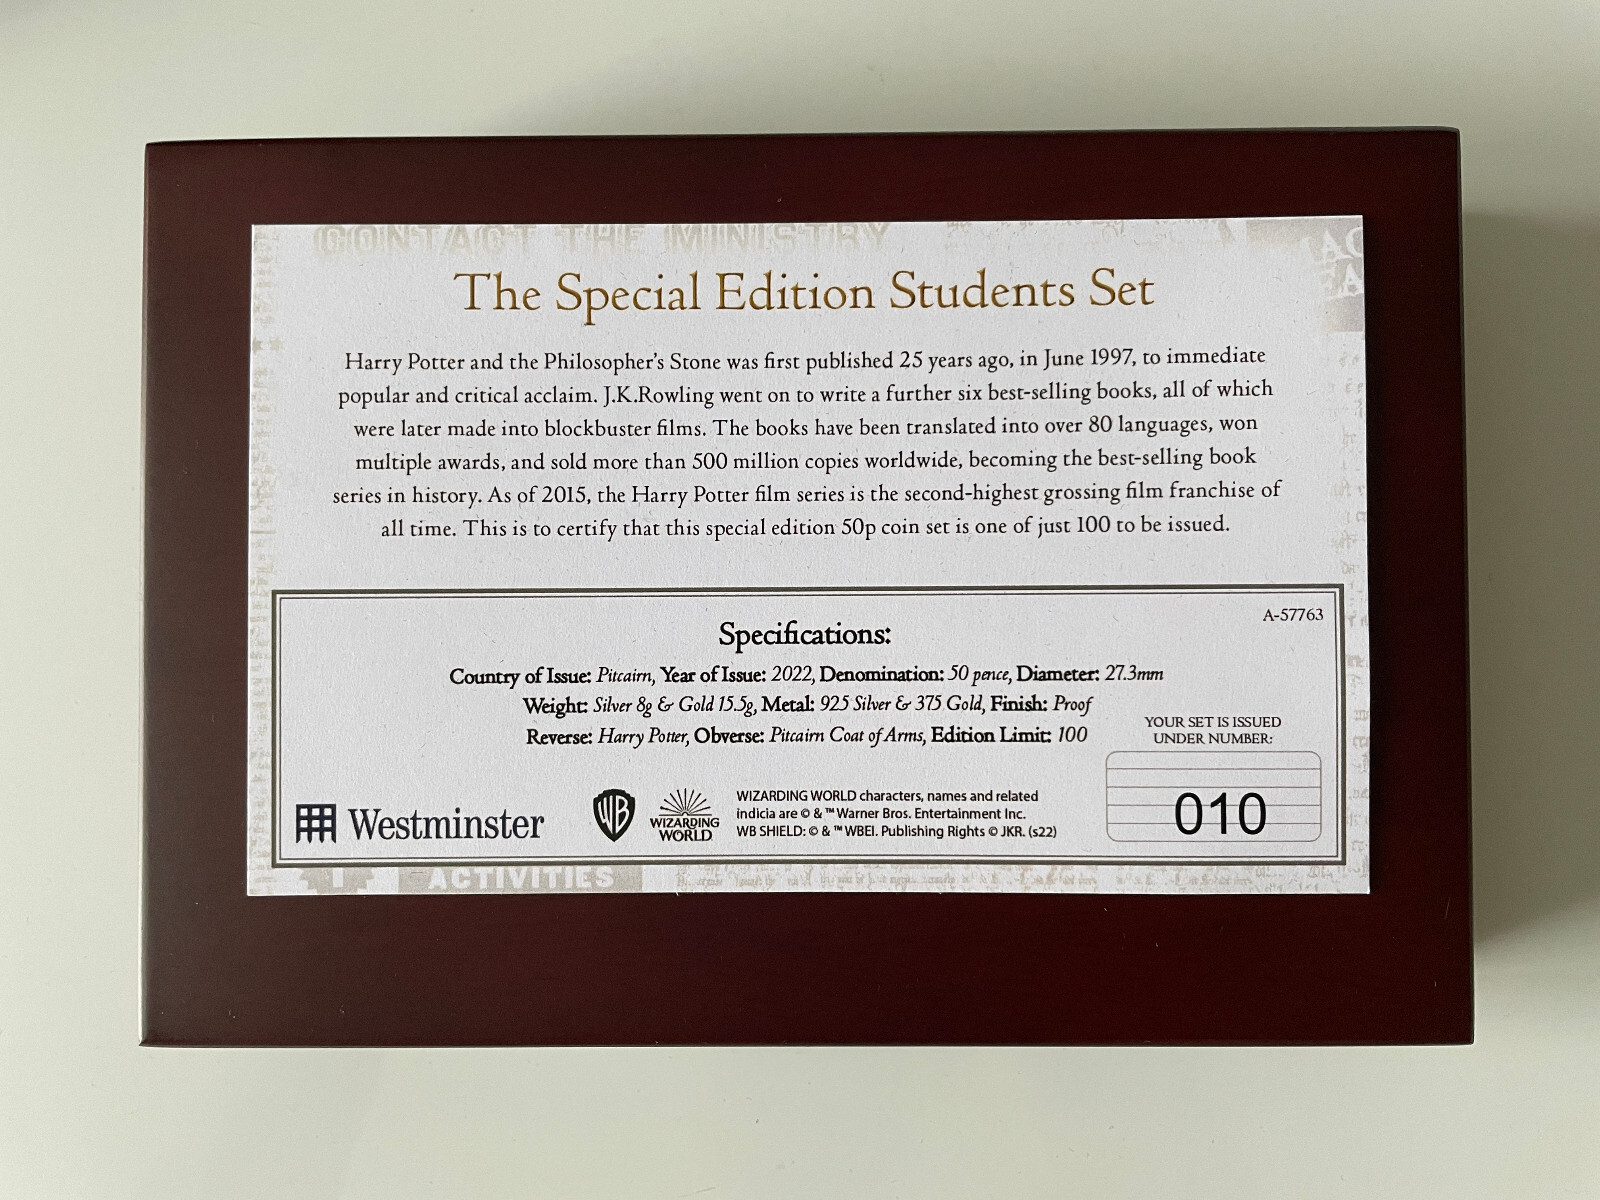 CONTACT THE MINISTRY
The Special Edition Students Set
Harry Potter and the Philosopher's Stone was first published 25 years ago, in June 1997, to immediate
popular and critical acclaim. J.K.Rowling went on to write a further six best-selling books, all of which
were later made into blockbuster films. The books have been translated into over 80 languages, won
multiple awards, and sold more than 500 million copies worldwide, becoming the best-selling book
series in history. As of 2015, the Harry Potter film series is the second-highest grossing film franchise of
all time. This is to certify that this special edition 50p coin set is one of just 100 to be issued.
A-57763
Specifications:
Country of Issue: Pitcairn, Year of Issue: 2022, Denomination: 50 pence, Diameter: 27.3mm
Weight: Silver 8g & Gold 15.5g, Metal: 925 Silver & 375 Gold, Finish: Proof
Reverse: Harry Potter, Obverse: Pitcairn Coat of Arms, Edition Limit: 100
YOUR SET IS ISSUED
UNDER NUMBER:
010
Westminster
WB
WIZARDING
WORLD
WIZARDING WORLD characters, names and related
indicia are © & ™ Warner Bros. Entertainment Inc.
WB SHIELD: © & ™ WBEI. Publishing Rights © JKR. (s22)
ACTIVITIES